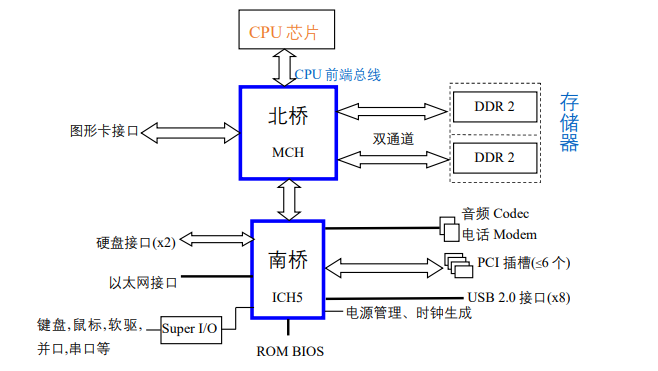 CPU 芯片
CPU 前端总线
北桥
MCH
图形卡接口
双通道
DDR 2
DDR 2
存储器
硬盘接口(x2)
以太网接口
南桥
ICH5
音频 Codec
电话 Modem
PCI 插槽(≤6 个)
USB 2.0 接口(x8)
电源管理、时钟生成
键盘,鼠标,软驱,
并口,串口等
Super I/O
ROM BIOS